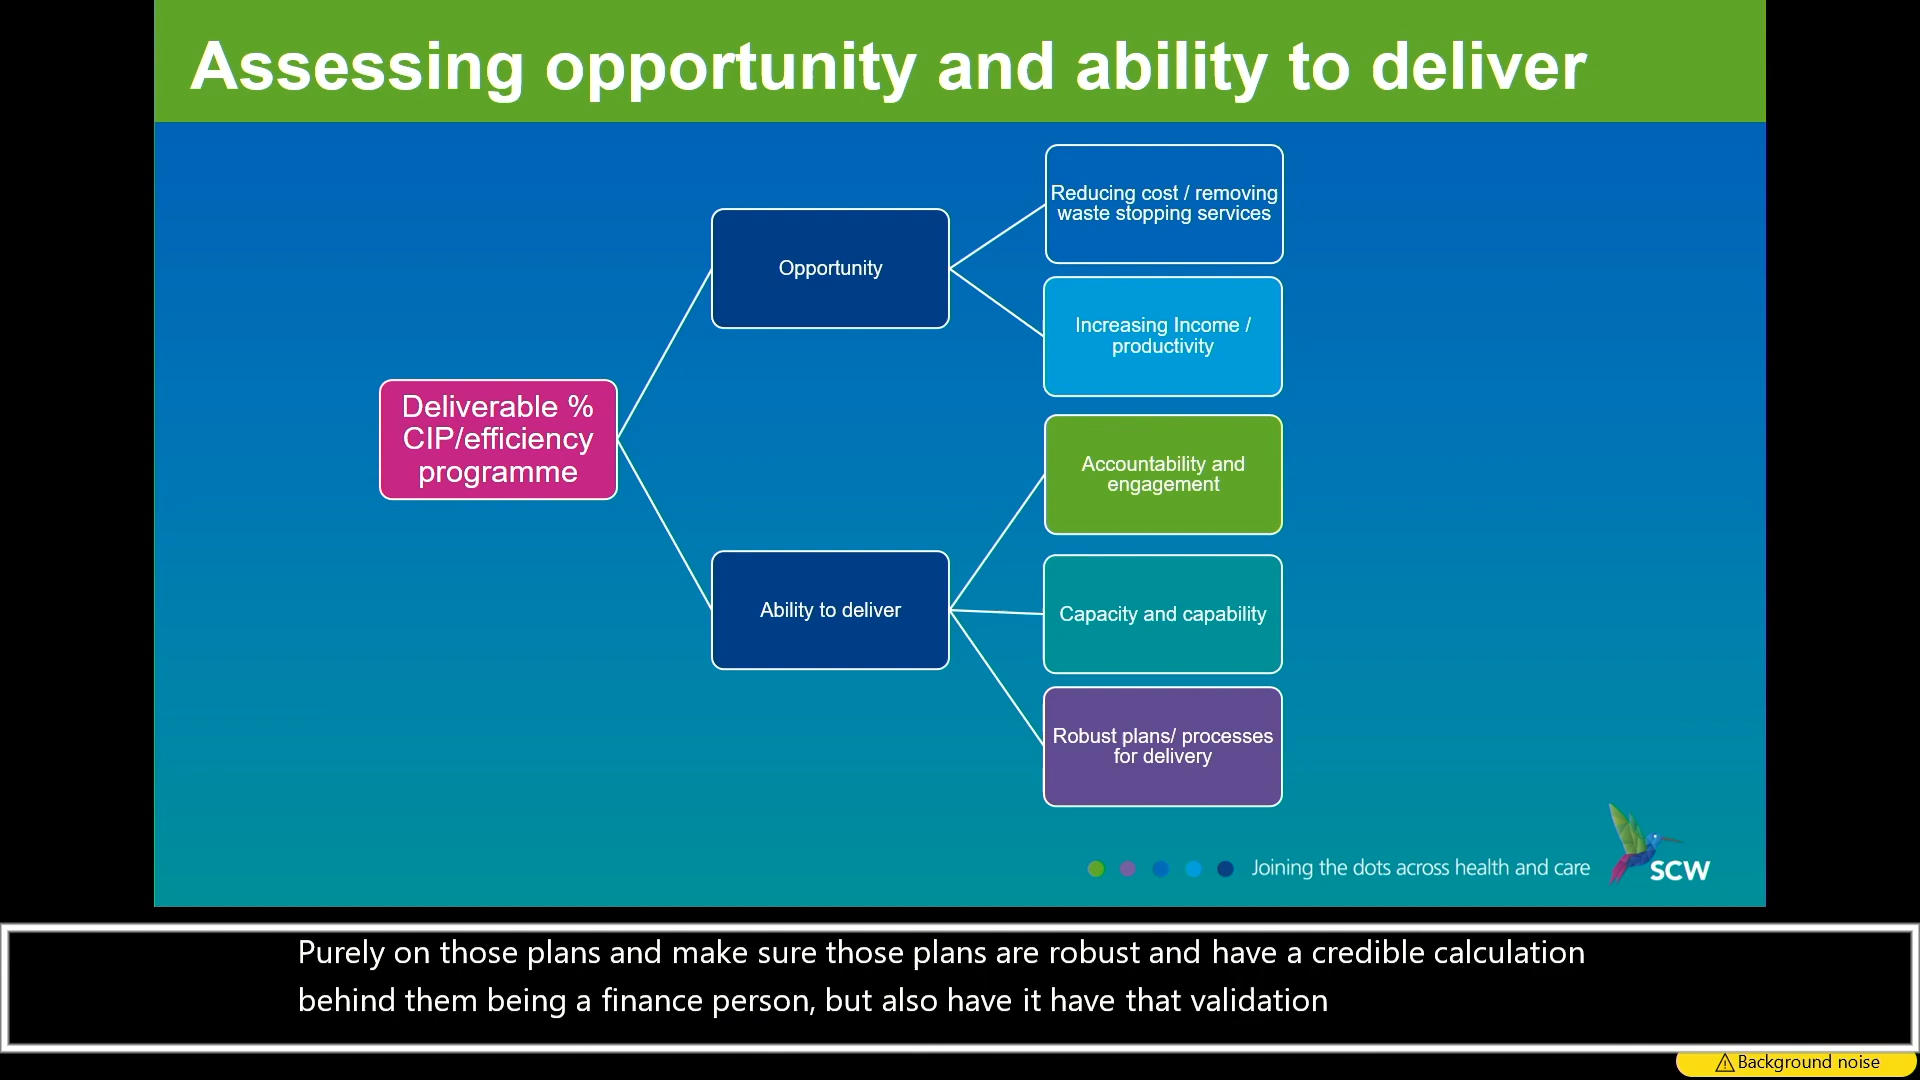 Assessing opportunity and ability to deliver
Reducing cost / removing
waste stopping services
Opportunity
Increasing Income /
productivity
Deliverable %
CIP/efficiency
programme
Accountability and
engagement
Ability to deliver
Capacity and capability
Robust plans/ processes
for delivery
Joining the dots across health and care
SCW
Purely on those plans and make sure those plans are robust and have a credible calculation
behind them being a finance person, but also have it have that validation
Background noise